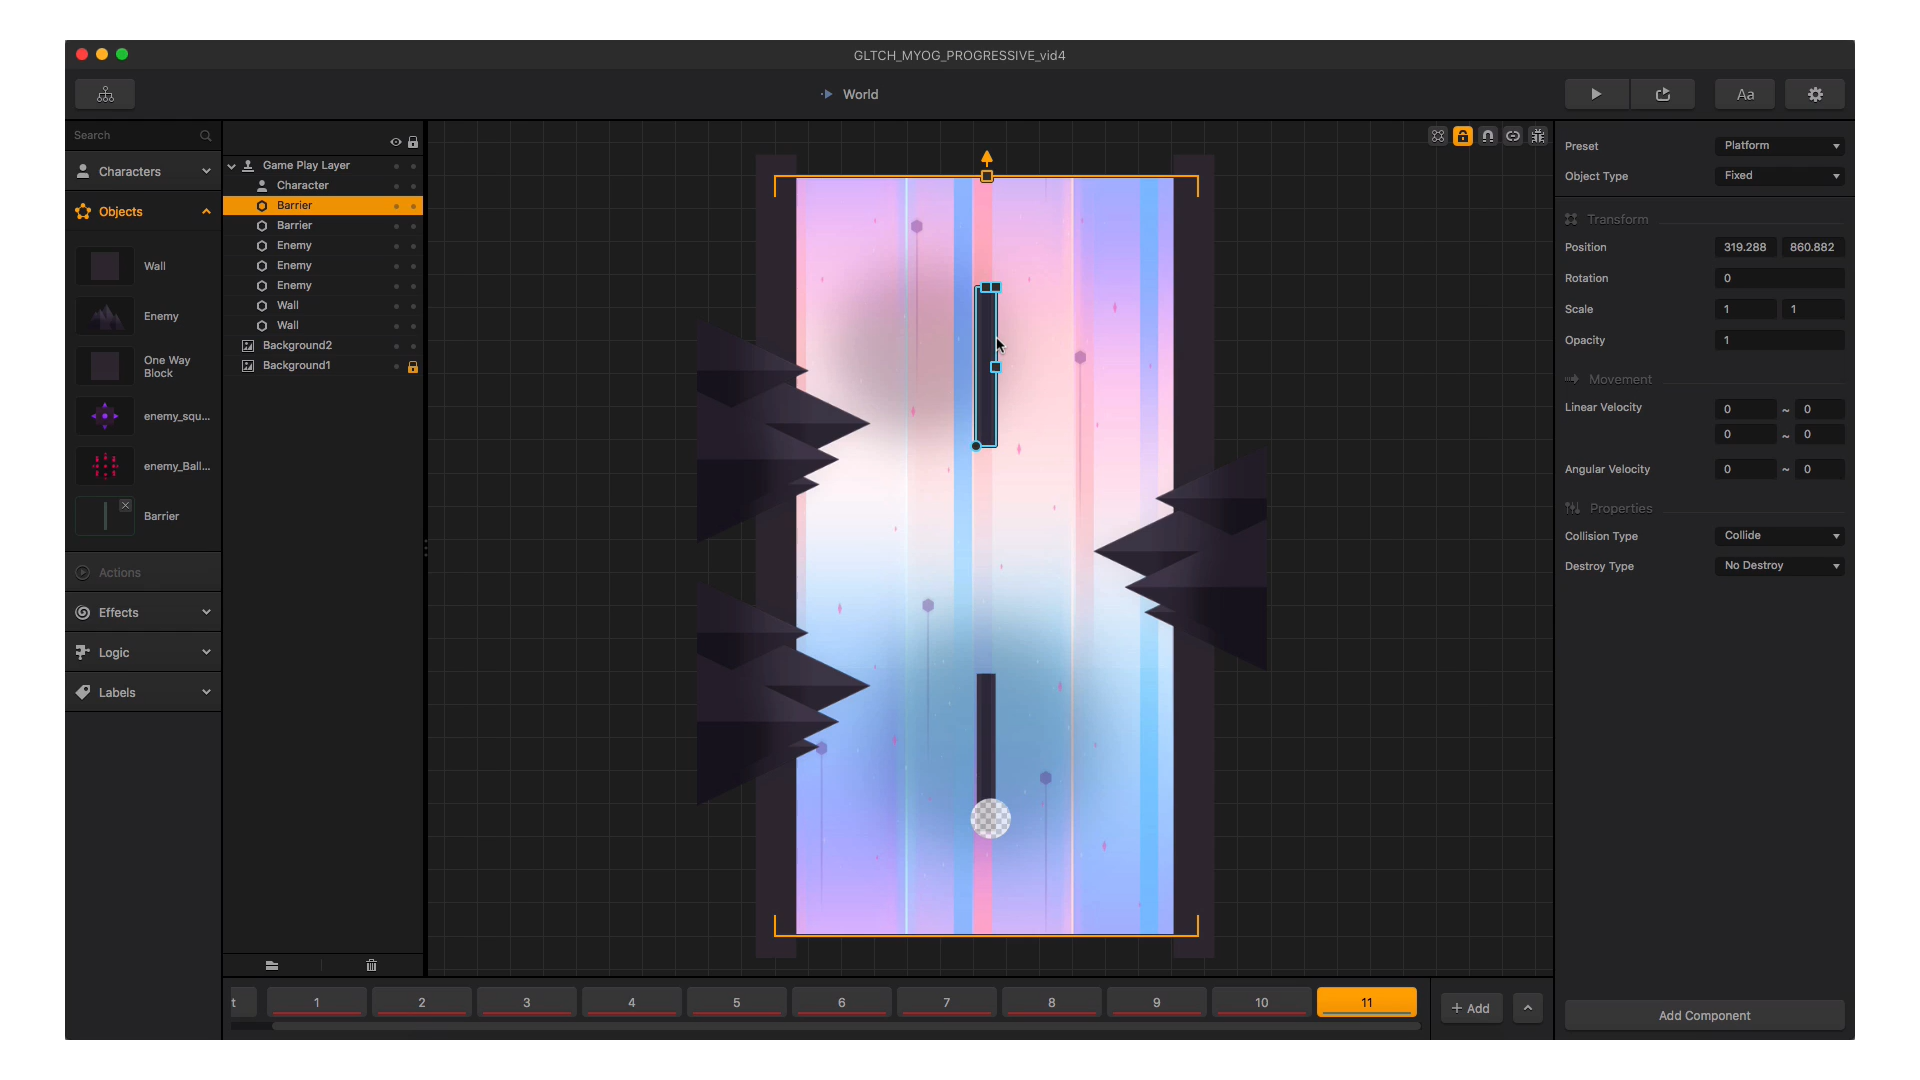 GLTCH_MYOG_PROGRESSIVE_vid4
World
Aa
Search
Characters
Objects
Wall
Enemy
One Way
Block
enemy_squ...
enemy_Ball...
Barrier
Actions
Effects
Logic
Labels
Game Play Layer
Character
Barrier
Barrier
Enemy
Enemy
Enemy
Wall
Wall
Background2
Background1
Preset Platform
Object Type Fixed
Transform
Position 319.288 860.882
Rotation 0
Scale 1 1
Opacity 1
Movement
Linear Velocity 0 ~ 0
0 ~ 0
Angular Velocity 0 ~ 0
Properties
Collision Type Collide
Destroy Type No Destroy
t 1 2 3 4 5 6 7 8 9 10 11 + Add
Add Component